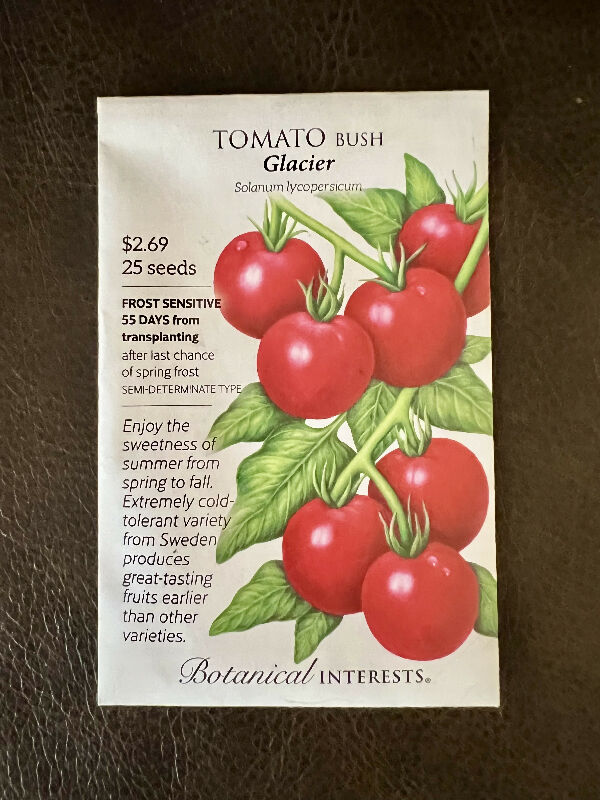 TOMATO BUSH
Glacier
Solanum lycopersicum
$2.69
25 seeds
FROST SENSITIVE
55 DAYS from
transplanting
after last chance
of spring frost
SEMI-DETERMINATE TYPE
Enjoy the
sweetness of
summer from
spring to fall.
Extremely cold-
tolerant variety
from Sweden
produces
great-tasting
fruits earlier
than other
varieties.
Botanical INTERESTS®